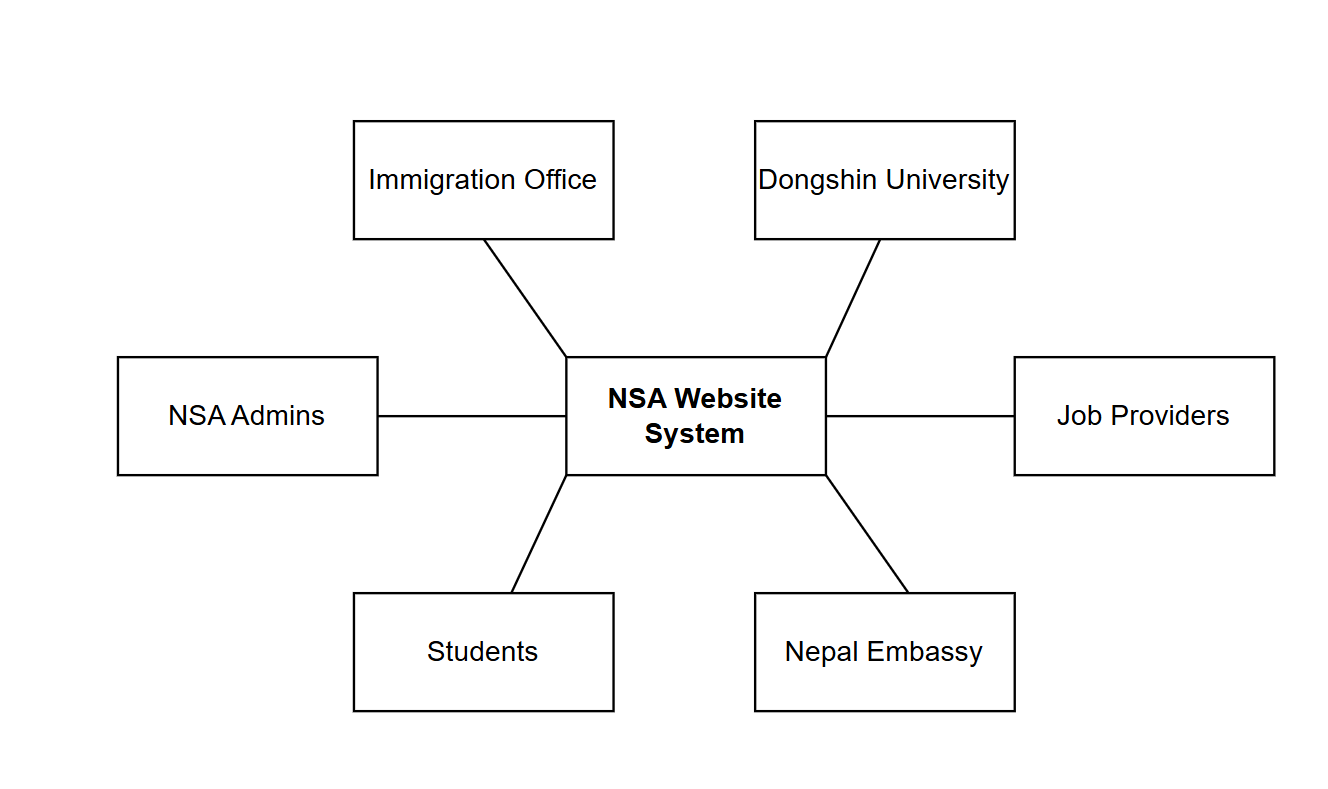 Immigration Office
Dongshin University
NSA Admins
NSA Website
System
Job Providers
Students
Nepal Embassy